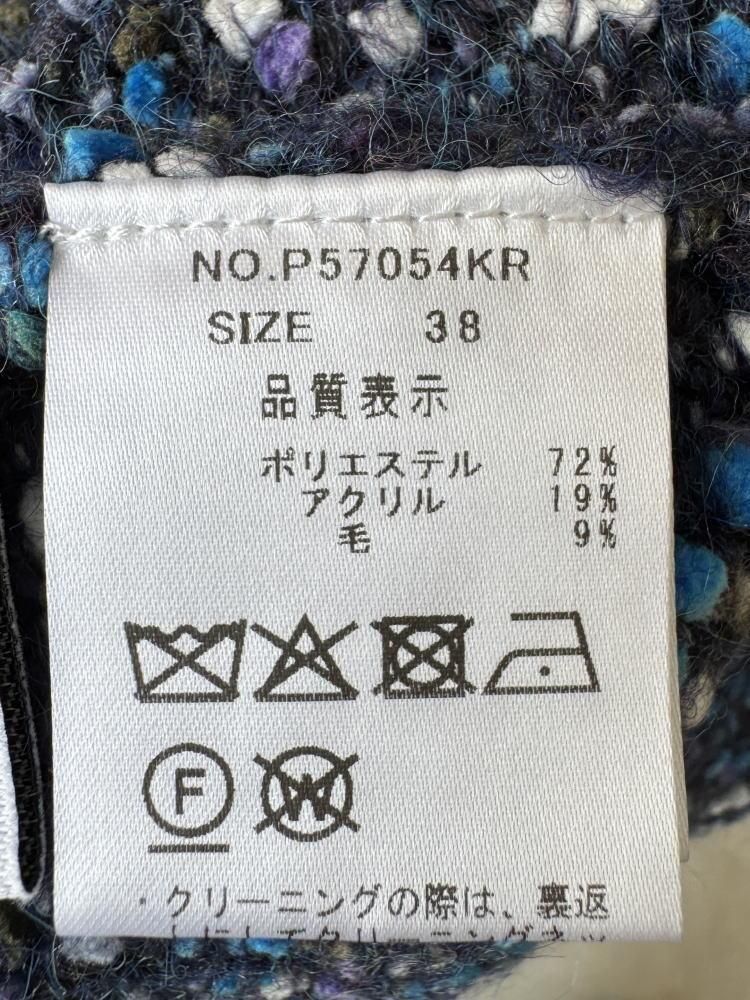 NO.P57054KR
SIZE 38
品質表示
ポリエステル 72%
アクリル 19%
毛 9%
F
W
・クリーニングの際は、裏返